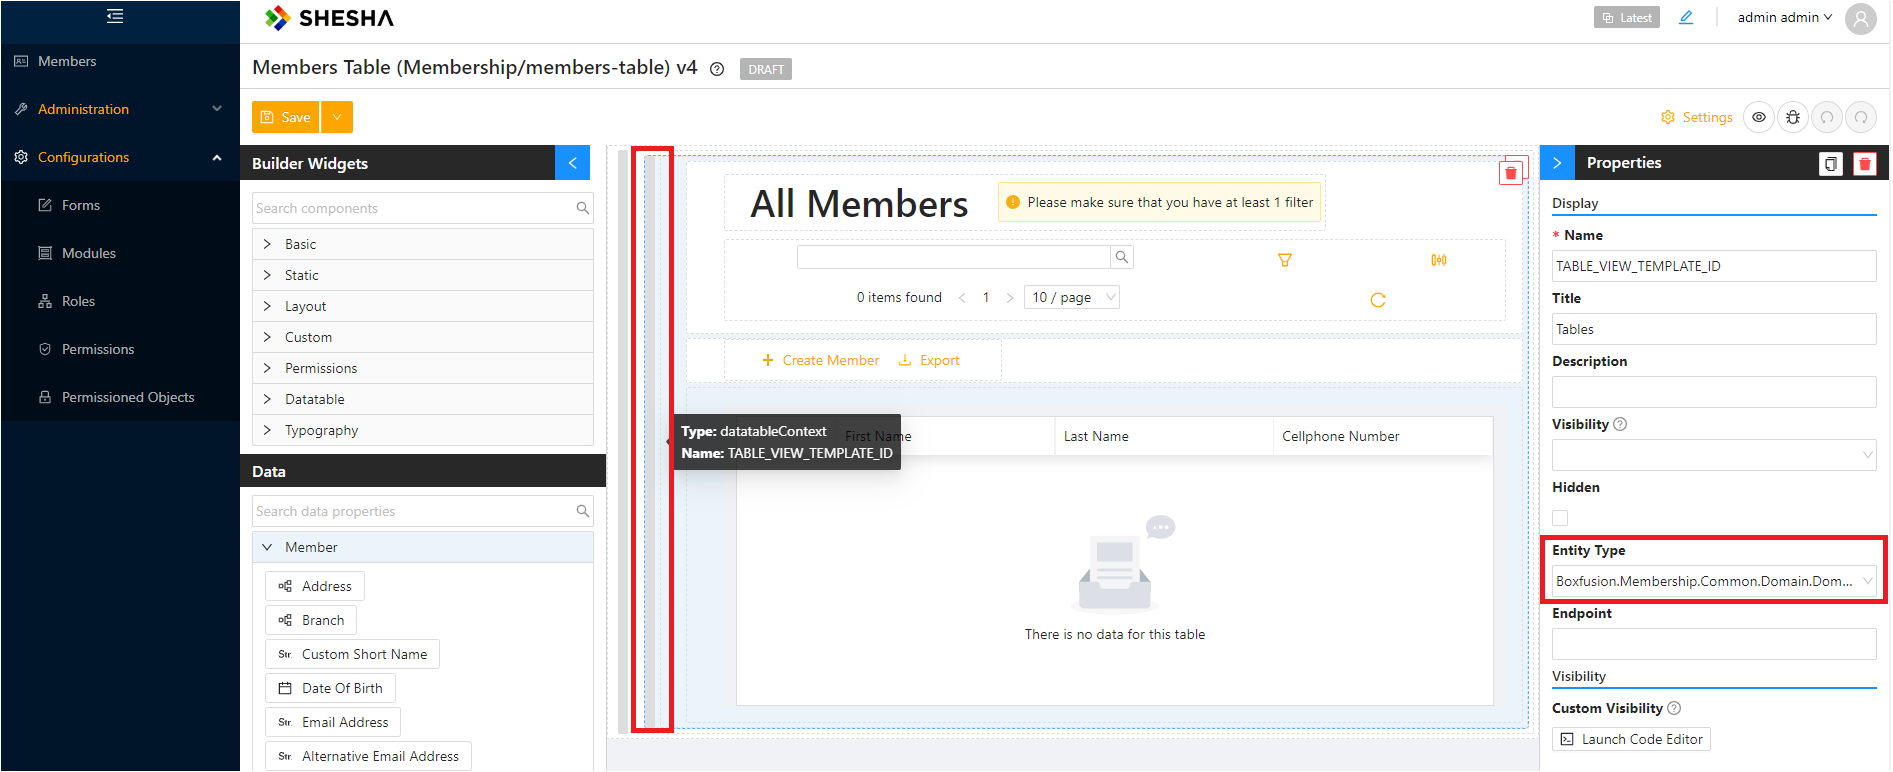 SHESHA
Latest
admin admin
Members
Administration
Configurations
Forms
Modules
Roles
Permissions
Permissioned Objects
Members Table (Membership/members-table) v4
DRAFT
Save
Settings
Builder Widgets
Search components
Basic
Static
Layout
Custom
Permissions
Datatable
Typography
Data
Search data properties
Member
Address
Branch
Str. Custom Short Name
Date Of Birth
Str. Email Address
Str. Alternative Email Address
All Members
Please make sure that you have at least 1 filter
0 items found
1
10 / page
Create Member
Export
Type: datatableContext
Name: TABLE_VIEW_TEMPLATE_ID
First Name
Last Name
Cellphone Number
There is no data for this table
Properties
Display
* Name
TABLE_VIEW_TEMPLATE_ID
Title
Tables
Description
Visibility
Hidden
Entity Type
Boxfusion.Membership.Common.Domain.Dom...
Endpoint
Visibility
Custom Visibility
Launch Code Editor